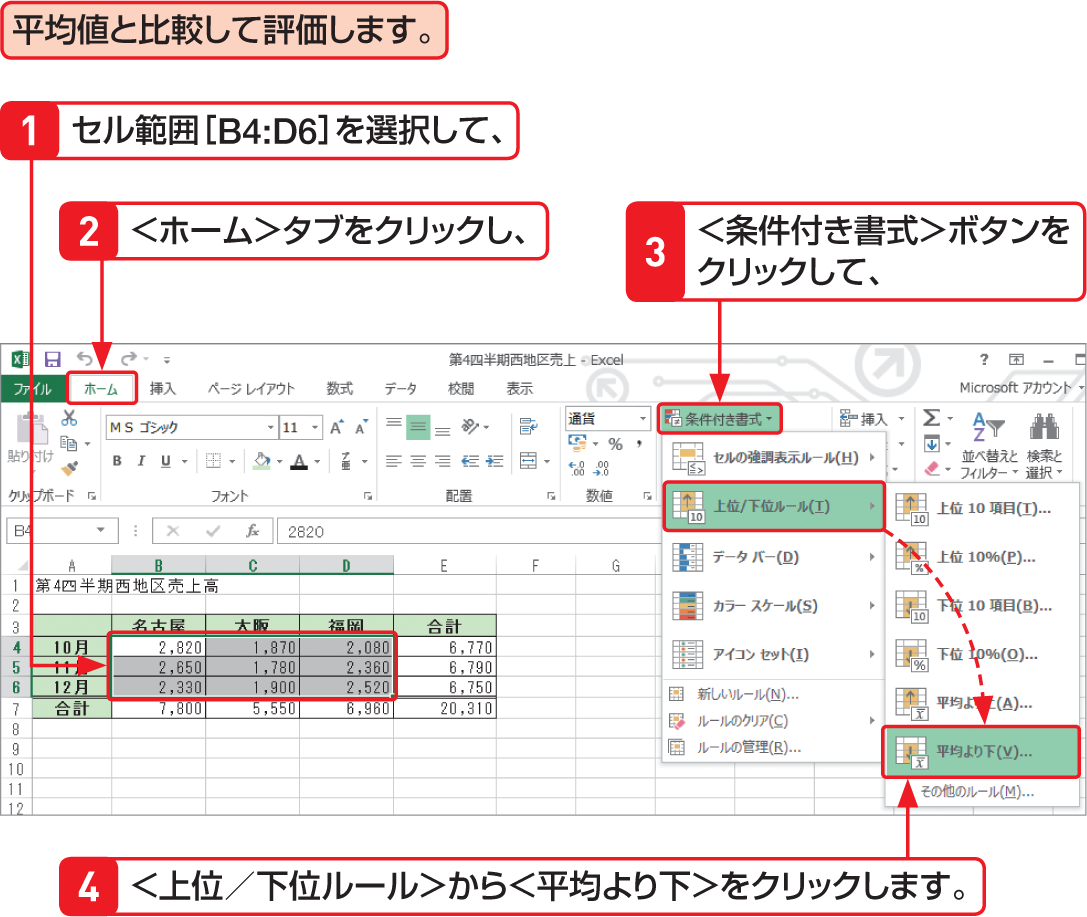 平均値と比較して評価します。
1 セル範囲[B4:D6]を選択して、
2 <ホーム>タブをクリックし、
3 <条件付き書式>ボタンを
クリックして、
第4四半期西地区売上 - Excel
?
ファイル ホーム 挿入 ページ レイアウト 数式 データ 校閲 表示
Microsoft アカウント
貼り付け
MS ゴシック 11
B I U
通貨
%
条件付き書式
挿入
Σ
並べ替えと
フィルター
検索と
選択
クリップボード フォント 配置 数値
B4 fx 2820
A B C D E F G
1 第4四半期西地区売上高
2
3 名古屋 大阪 福岡 合計
4 10月 2,820 1,870 2,080 6,770
5 11月 2,650 1,780 2,360 6,790
6 12月 2,330 1,900 2,520 6,750
7 合計 7,800 5,550 6,960 20,310
8
9
10
11
12
セルの強調表示ルール(H)
上位/下位ルール(T)
データ バー(D)
カラー スケール(S)
アイコン セット(I)
新しいルール(N)...
ルールのクリア(C)
ルールの管理(R)...
上位 10 項目(T)...
上位 10%(P)...
下位 10 項目(B)...
下位 10%(O)...
平均より上(A)...
平均より下(V)...
その他のルール(M)...
4 <上位/下位ルール>から<平均より下>をクリックします。